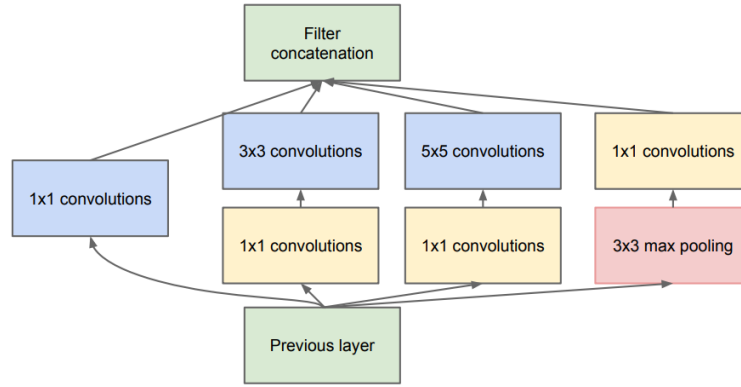 Filter
concatenation
3x3 convolutions
5x5 convolutions
1x1 convolutions
1x1 convolutions
1x1 convolutions
1x1 convolutions
3x3 max pooling
Previous layer